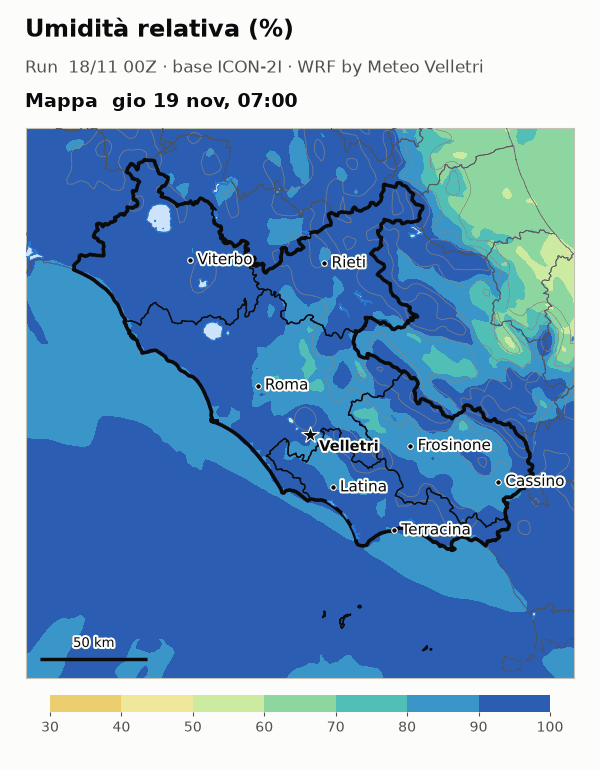 Umidità relativa (%)
Run  18/11 00Z · base ICON-2I · WRF by Meteo Velletri
Mappa  gio 19 nov, 07:00
Viterbo
Rieti
Roma
Velletri
Frosinone
Latina
Cassino
Terracina
50 km
30 40 50 60 70 80 90 100